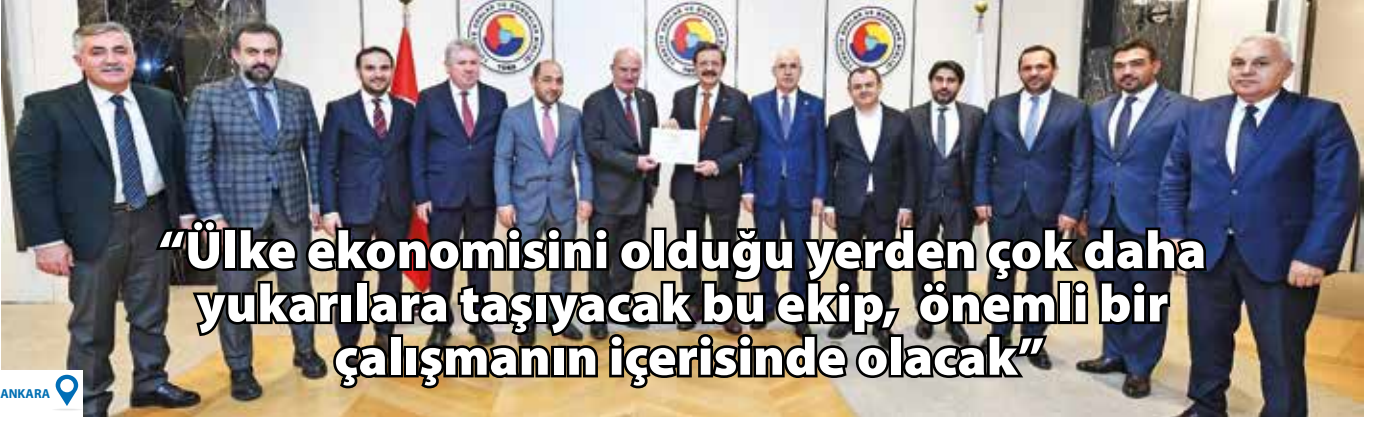 “Ülke ekonomisini olduğu yerden çok daha
yukarılara taşıyacak bu ekip, önemli bir
çalışmanın içerisinde olacak”
ANKARA